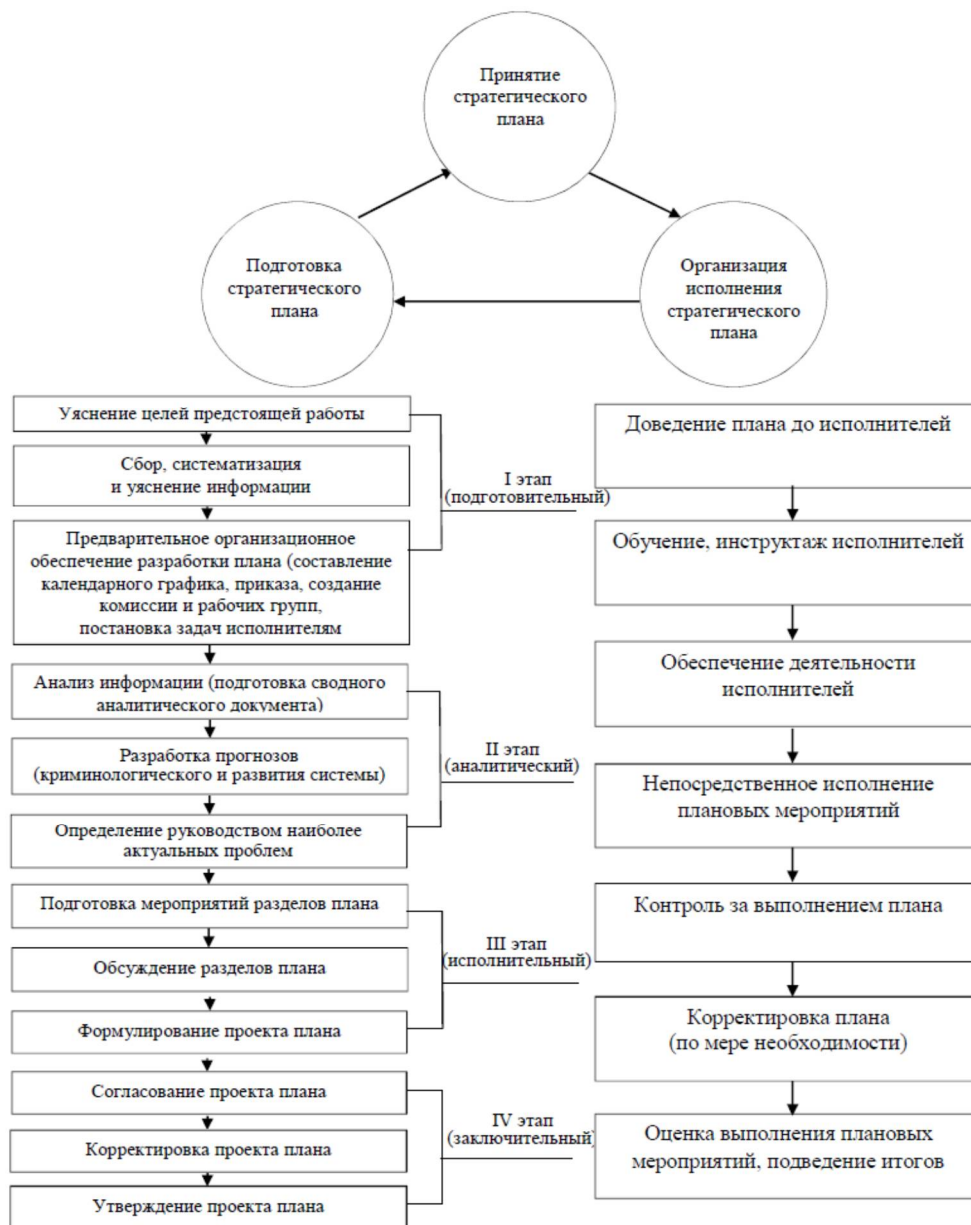 Принятие
стратегического
плана
Подготовка
стратегического
плана
Организация
исполнения
стратегического
плана
Уяснение целей предстоящей работы
Сбор, систематизация
и уяснение информации
Предварительное организационное
обеспечение разработки плана (составление
календарного графика, приказа, создание
комиссии и рабочих групп,
постановка задач исполнителям
I этап
(подготовительный)
Анализ информации (подготовка сводного
аналитического документа)
Разработка прогнозов
(криминологического и развития системы)
Определение руководством наиболее
актуальных проблем
II этап
(аналитический)
Подготовка мероприятий разделов плана
Обсуждение разделов плана
Формулирование проекта плана
III этап
(исполнительный)
Согласование проекта плана
Корректировка проекта плана
Утверждение проекта плана
IV этап
(заключительный)
Доведение плана до исполнителей
Обучение, инструктаж исполнителей
Обеспечение деятельности
исполнителей
Непосредственное исполнение
плановых мероприятий
Контроль за выполнением плана
Корректировка плана
(по мере необходимости)
Оценка выполнения плановых
мероприятий, подведение итогов